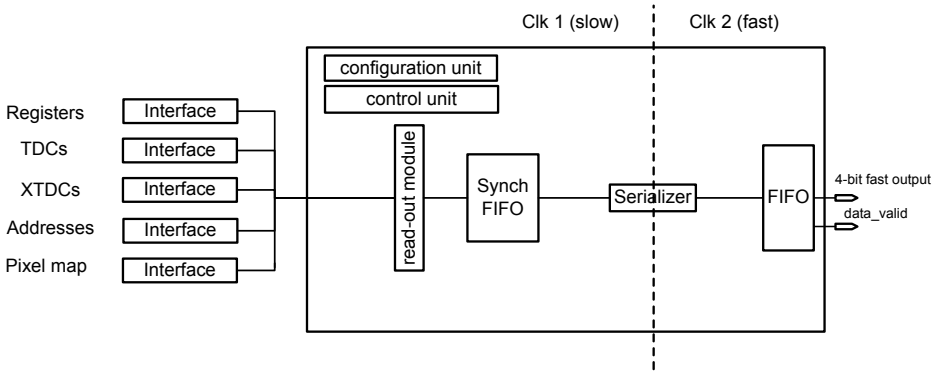 Clk 1 (slow)
Clk 2 (fast)
configuration unit
control unit
Registers
Interface
TDCs
Interface
XTDCs
Interface
Addresses
Interface
Pixel map
Interface
read-out module
Synch
FIFO
Serializer
FIFO
4-bit fast output
data_valid